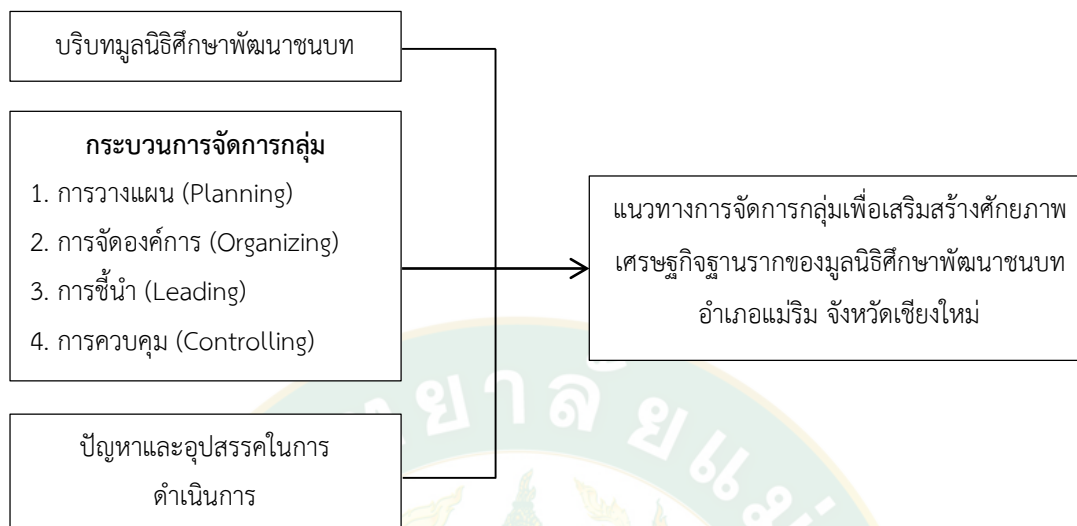 บริบทมูลนิธิศึกษาพัฒนาชนบท
กระบวนการจัดการกลุ่ม
1. การวางแผน (Planning)
2. การจัดองค์การ (Organizing)
3. การชี้นำ (Leading)
4. การควบคุม (Controlling)
ปัญหาและอุปสรรคในการ
ดำเนินการ
แนวทางการจัดการกลุ่มเพื่อเสริมสร้างศักยภาพ
เศรษฐกิจฐานรากของมูลนิธิศึกษาพัฒนาชนบท
อำเภอแม่ริม จังหวัดเชียงใหม่